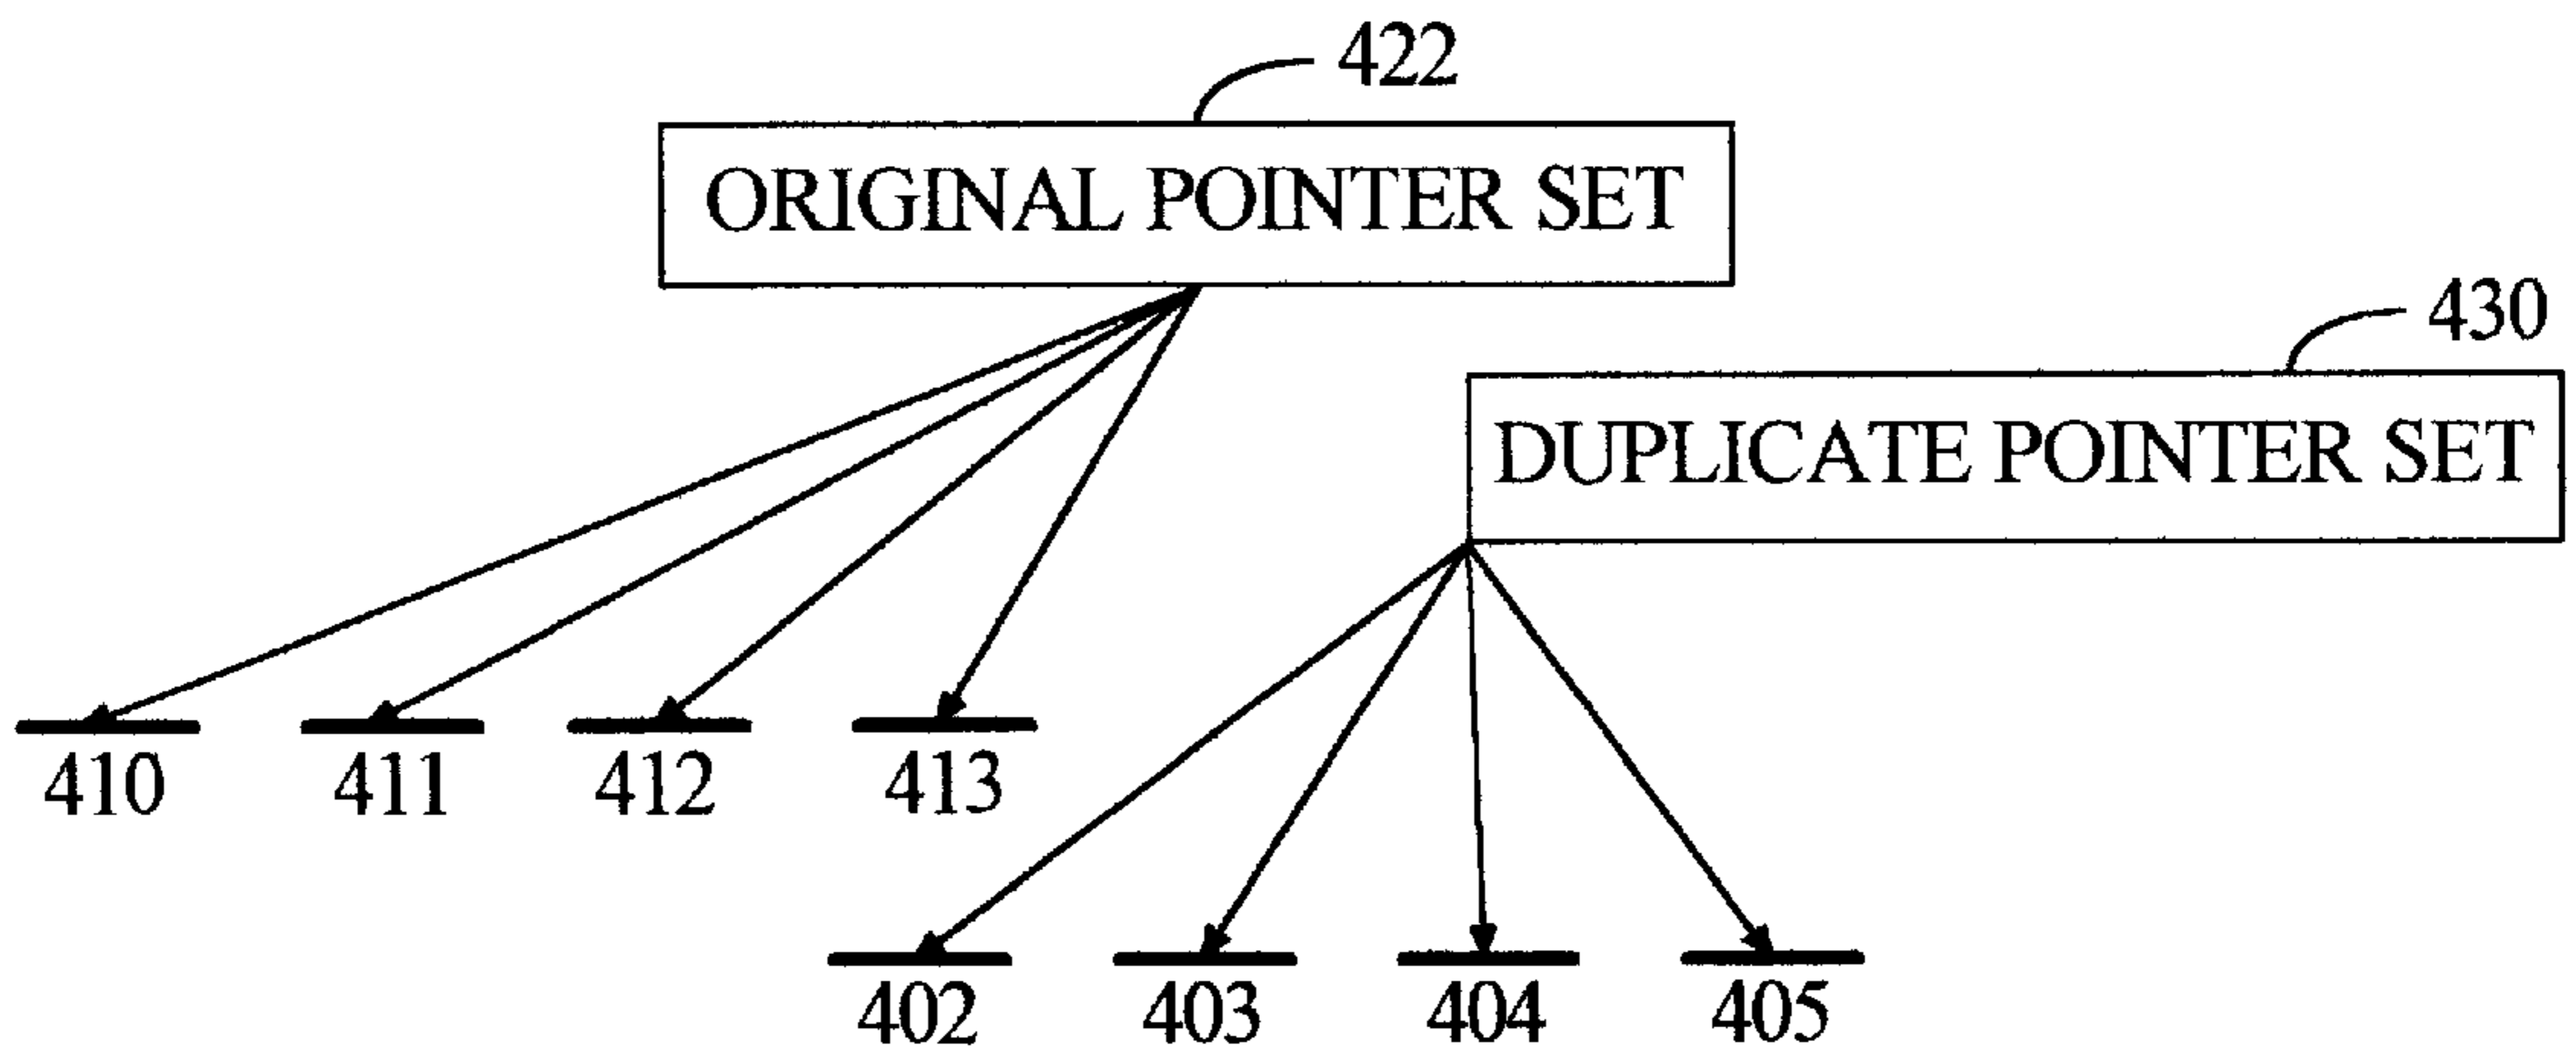 422
ORIGINAL POINTER SET
430
DUPLICATE POINTER SET
410 411 412 413
402 403 404 405